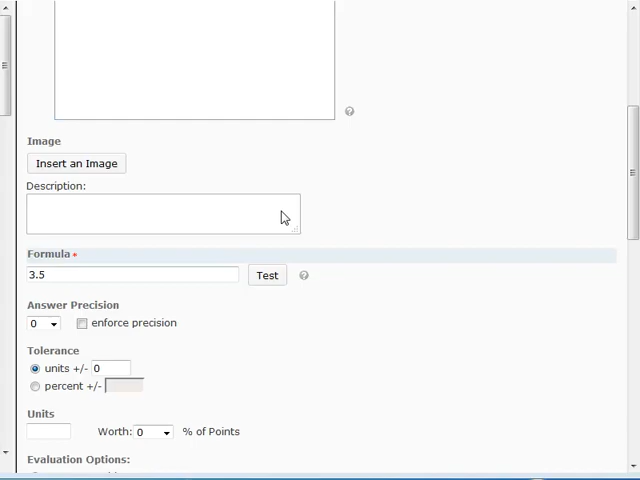 Image
Insert an Image
Description:
Formula *
3.5 Test ?
Answer Precision
0 enforce precision
Tolerance
units +/- 0
percent +/-
Units
Worth: 0 % of Points
Evaluation Options: